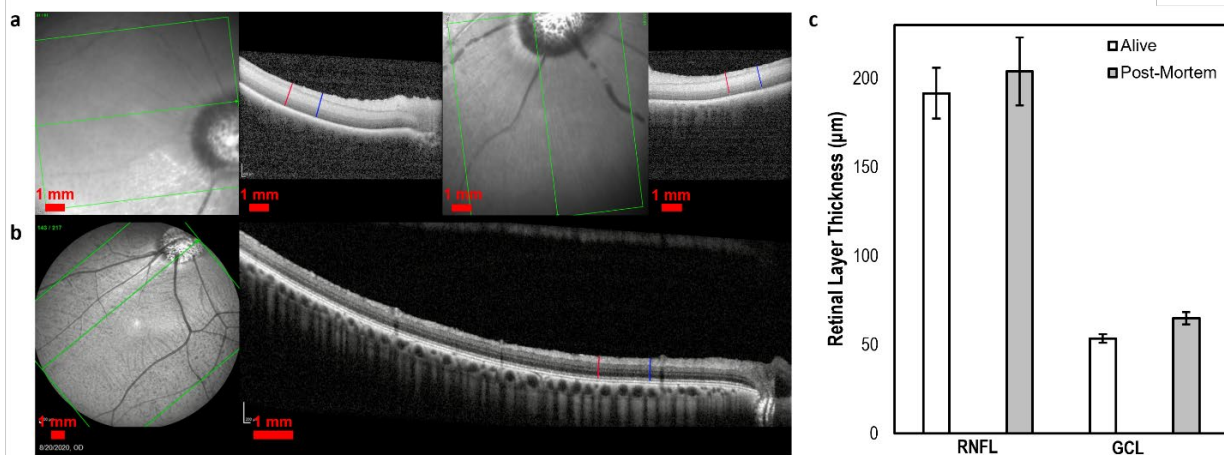 a
1 mm
1 mm
1 mm
1 mm
b
1 mm
8/20/2020, OD
1 mm
c
Retinal Layer Thickness (µm)
200
150
100
50
0
Alive
Post-Mortem
RNFL
GCL